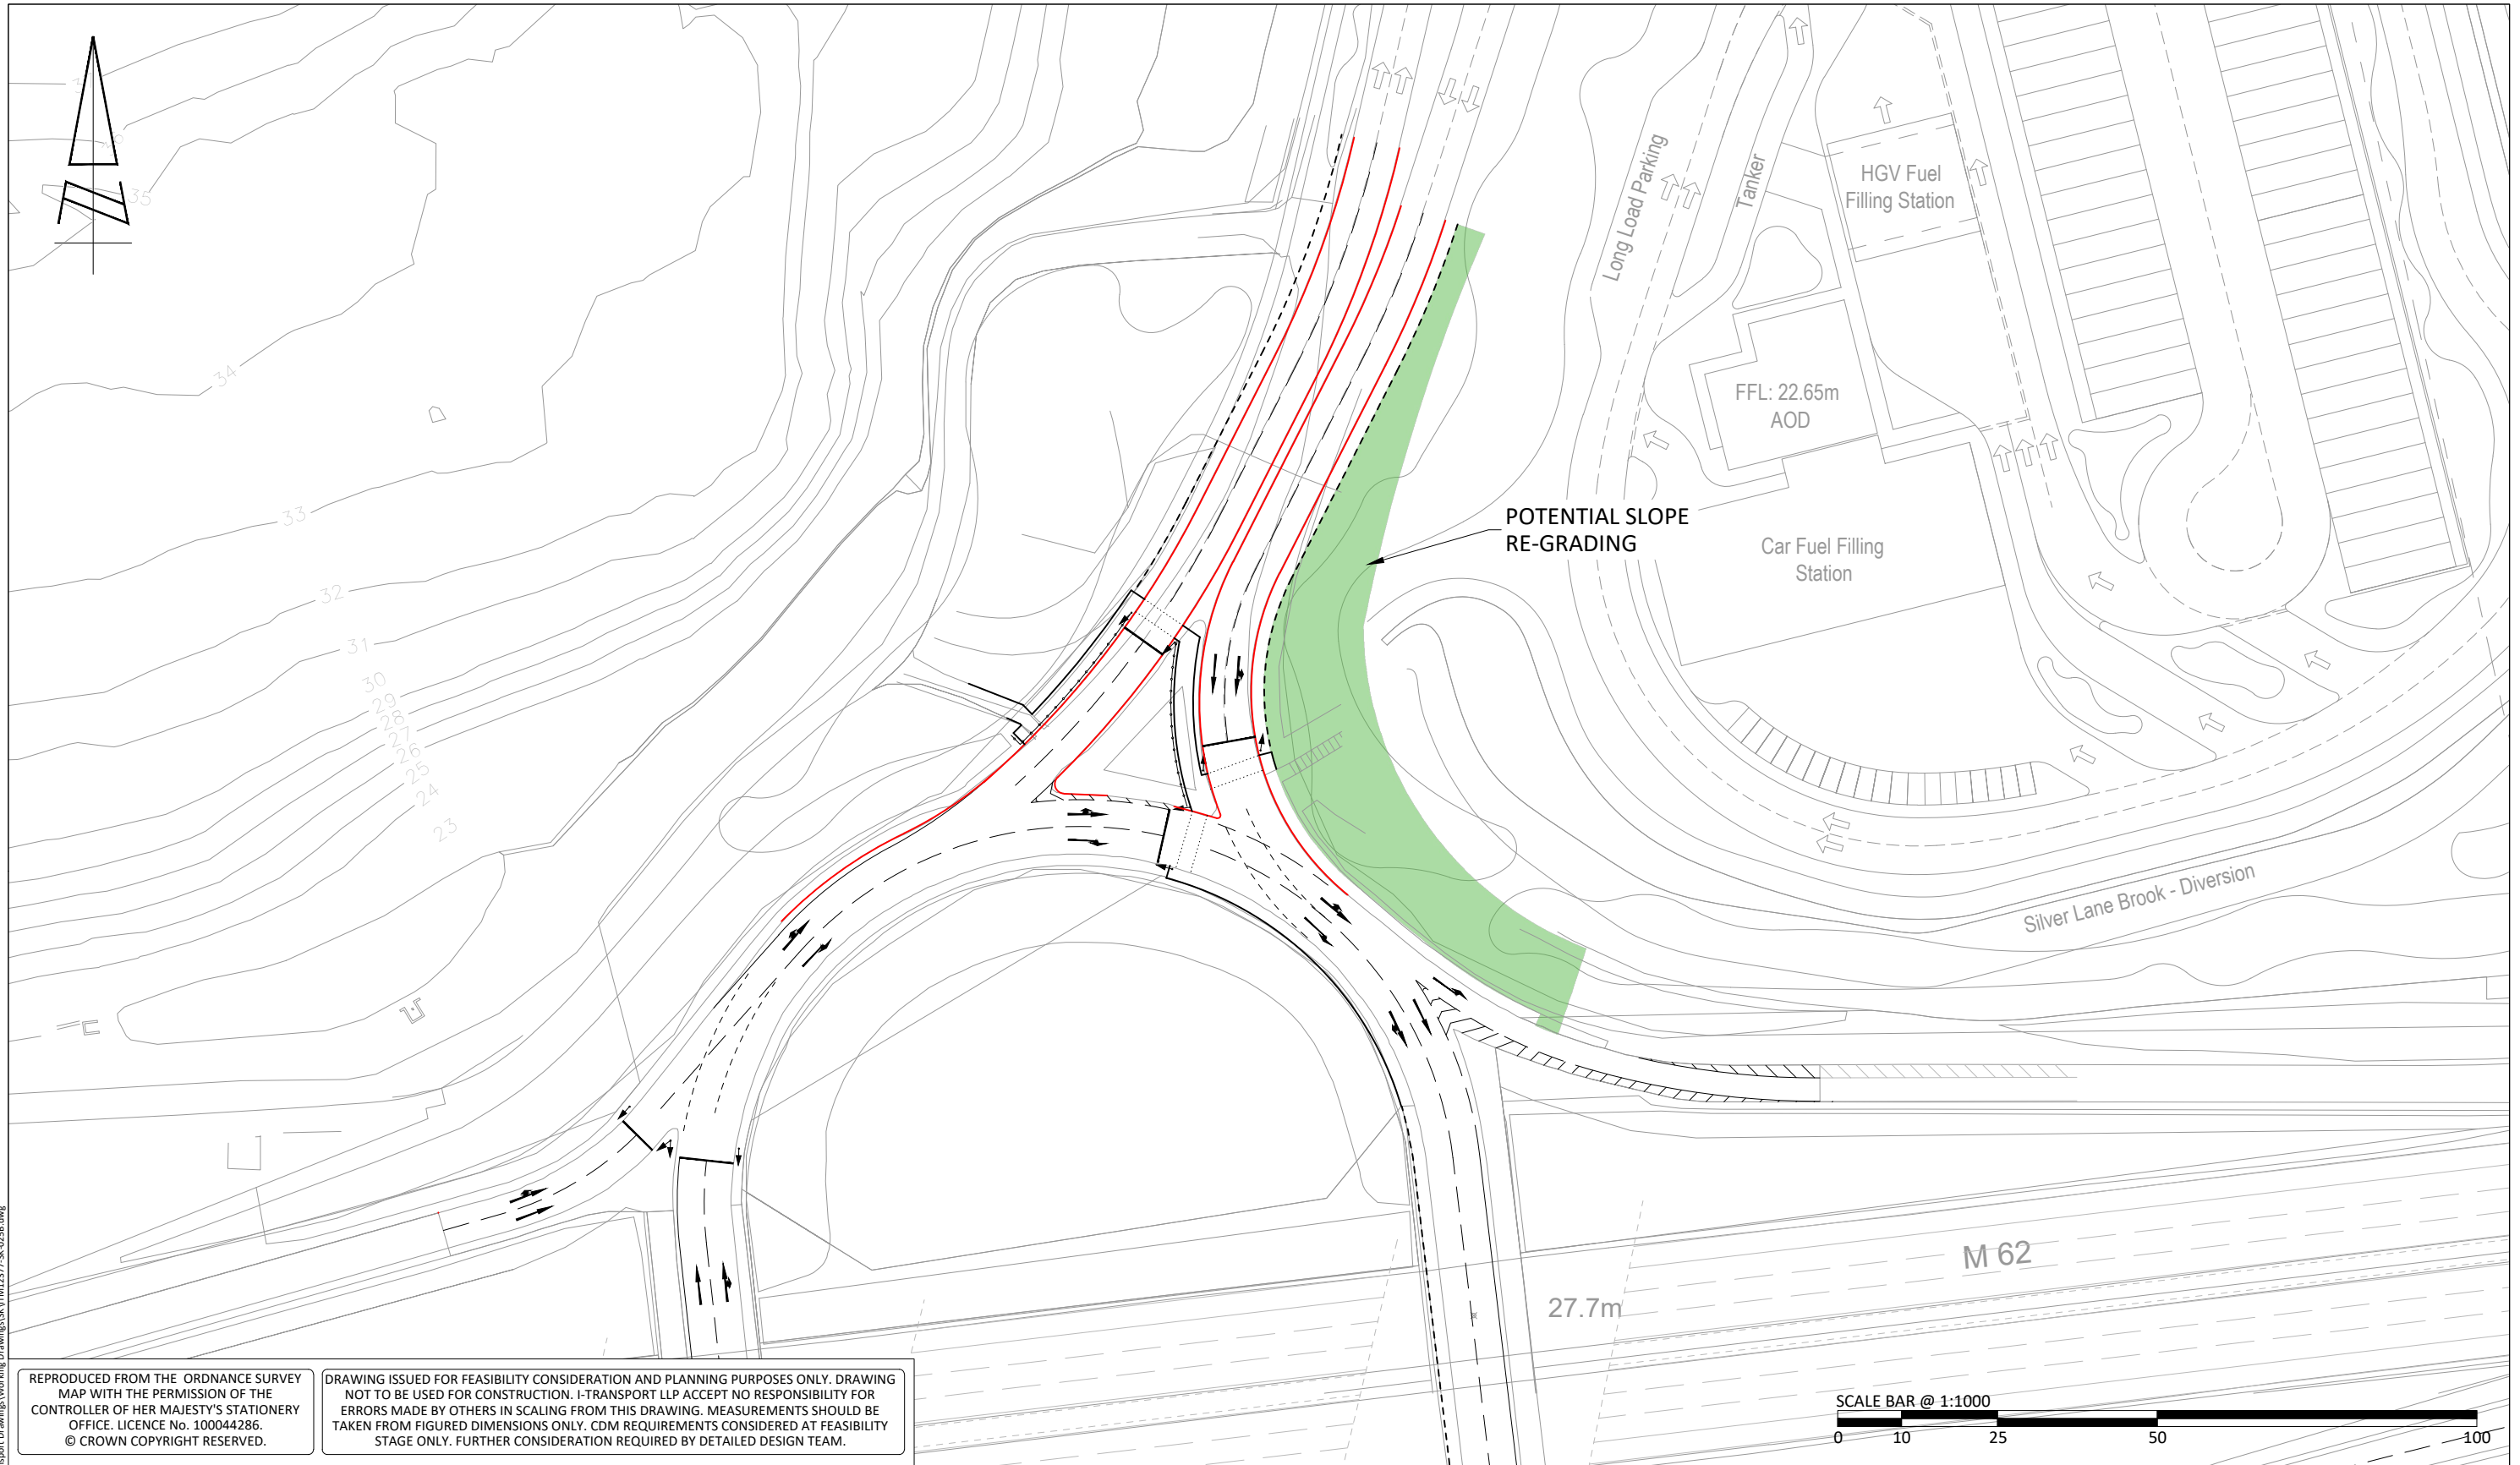 35
34
33
32
31
30
29
28
27
26
25
24
23
Long Load Parking
Tanker
HGV Fuel
Filling Station
FFL: 22.65m
AOD
Car Fuel Filling
Station
POTENTIAL SLOPE
RE-GRADING
Silver Lane Brook - Diversion
M 62
27.7m
REPRODUCED FROM THE ORDNANCE SURVEY
MAP WITH THE PERMISSION OF THE
CONTROLLER OF HER MAJESTY'S STATIONERY
OFFICE. LICENCE No. 100044286.
© CROWN COPYRIGHT RESERVED.
DRAWING ISSUED FOR FEASIBILITY CONSIDERATION AND PLANNING PURPOSES ONLY. DRAWING
NOT TO BE USED FOR CONSTRUCTION. I-TRANSPORT LLP ACCEPT NO RESPONSIBILITY FOR
ERRORS MADE BY OTHERS IN SCALING FROM THIS DRAWING. MEASUREMENTS SHOULD BE
TAKEN FROM FIGURED DIMENSIONS ONLY. CDM REQUIREMENTS CONSIDERED AT FEASIBILITY
STAGE ONLY. FURTHER CONSIDERATION REQUIRED BY DETAILED DESIGN TEAM.
SCALE BAR @ 1:1000
0 10 25 50 100